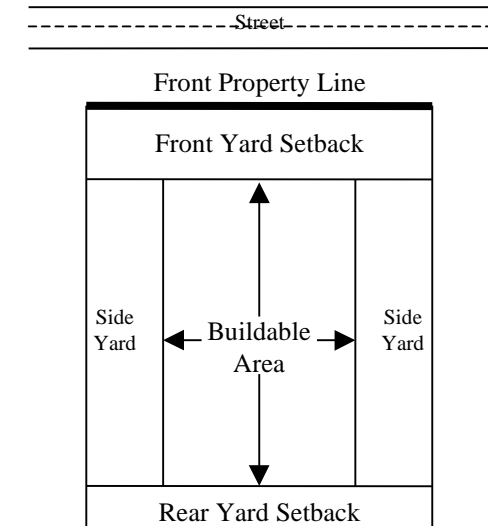 Street
Front Property Line
Front Yard Setback
Side
Yard
Buildable
Area
Side
Yard
Rear Yard Setback